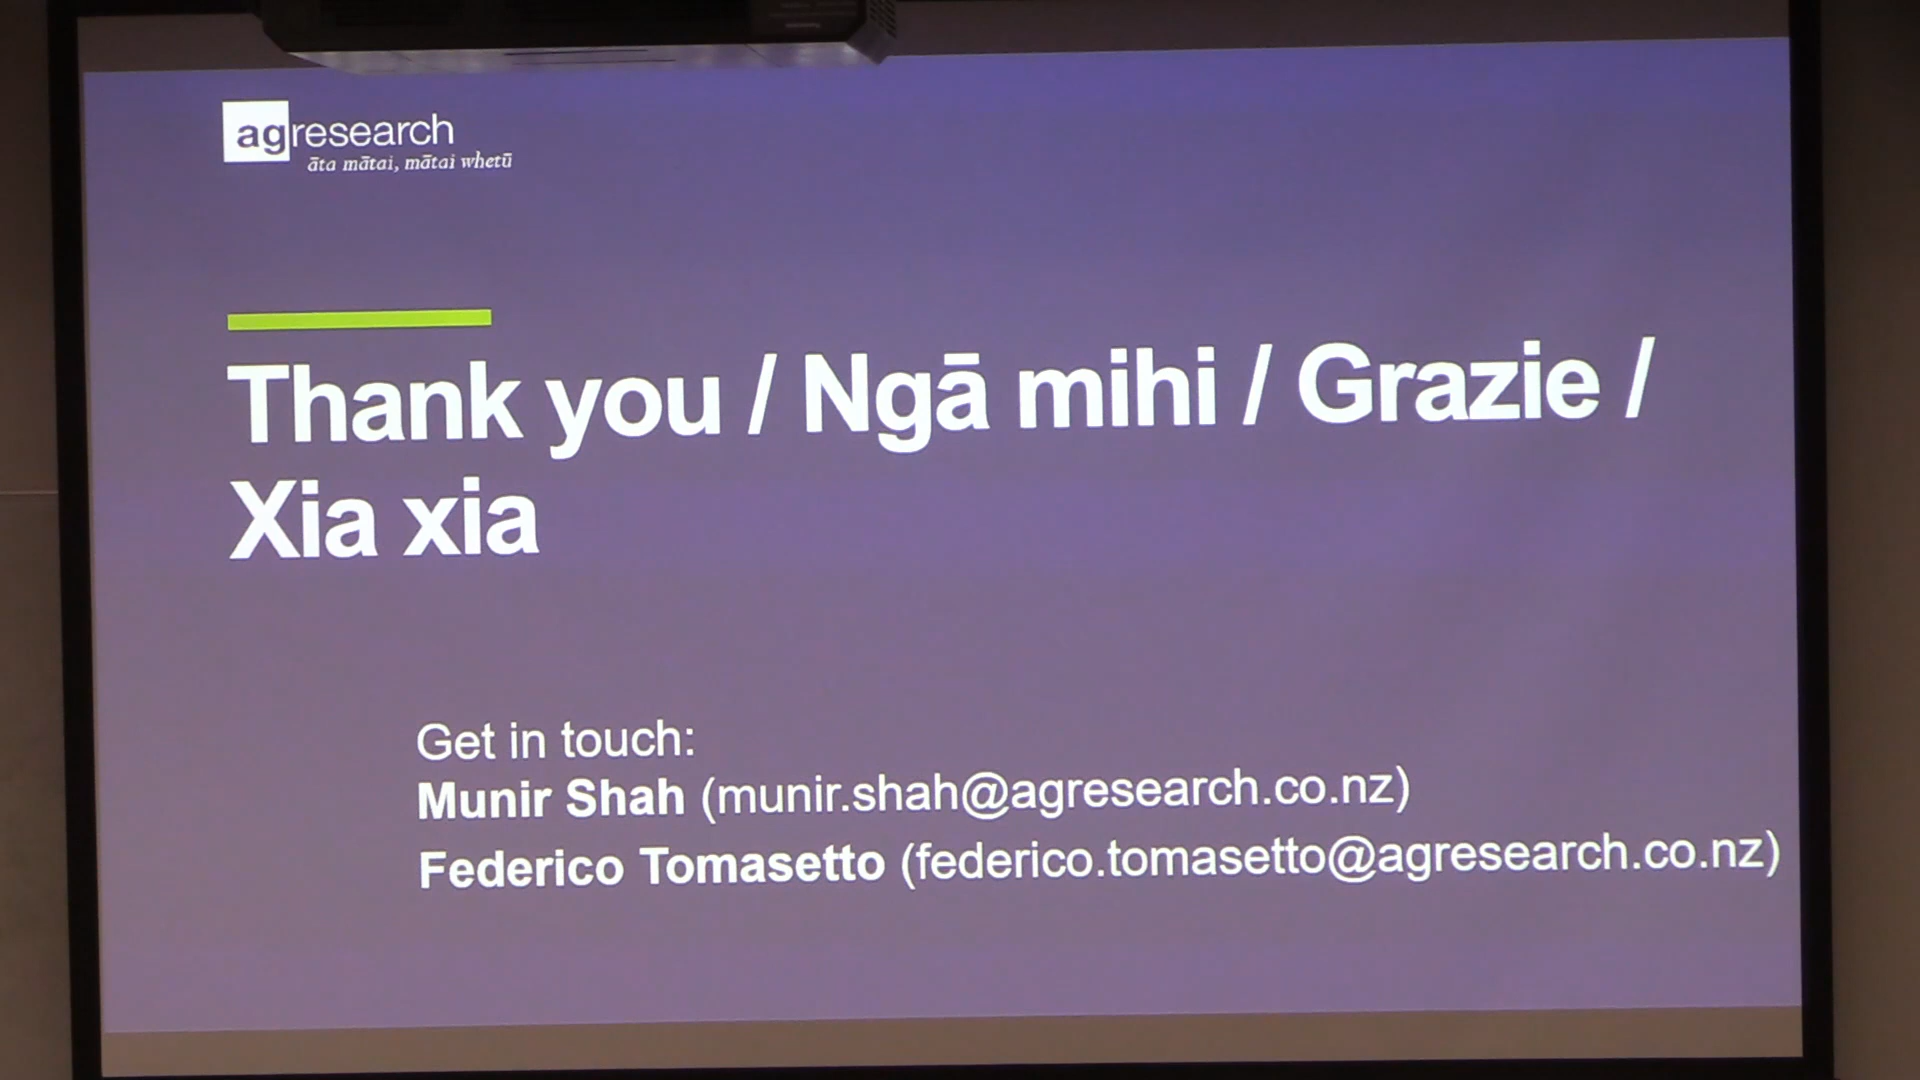 agresearch
āta mātai, mātai whetū
Thank you / Ngā mihi / Grazie /
Xia xia
Get in touch:
Munir Shah (munir.shah@agresearch.co.nz)
Federico Tomasetto (federico.tomasetto@agresearch.co.nz)